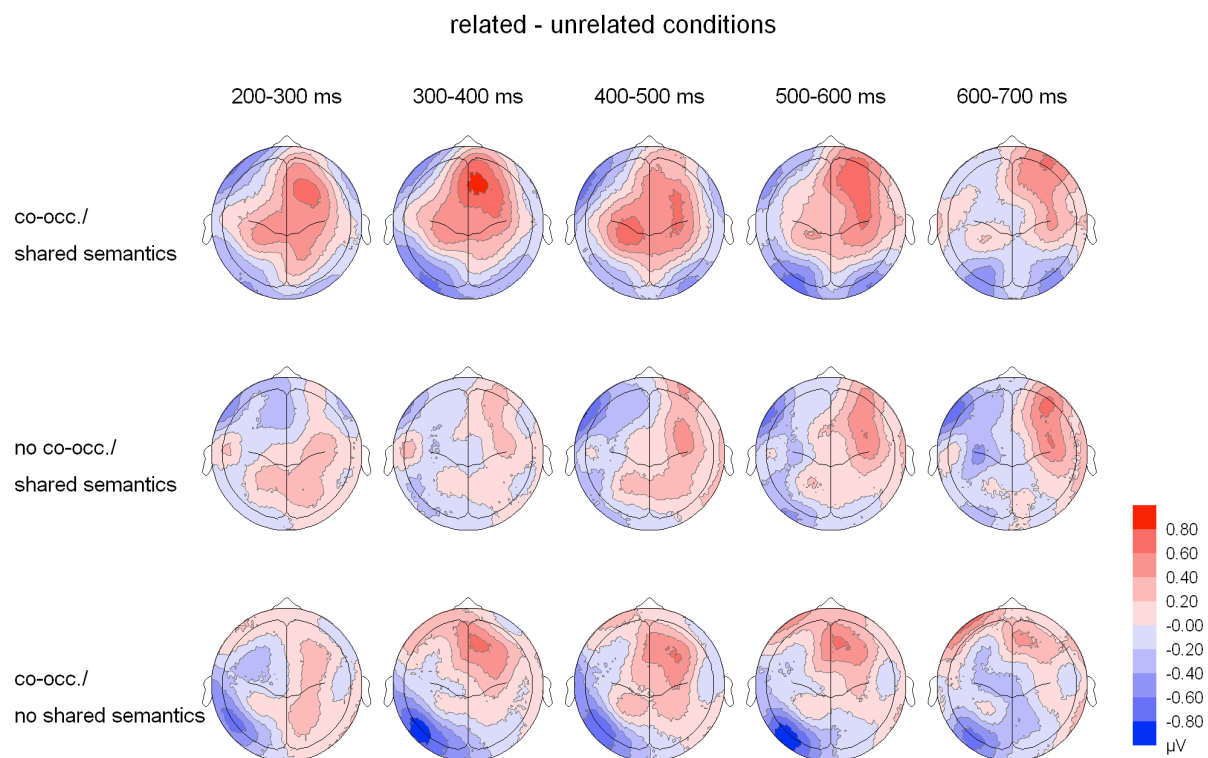 related - unrelated conditions
200-300 ms 300-400 ms 400-500 ms 500-600 ms 600-700 ms
co-occ./
shared semantics
no co-occ./
shared semantics
co-occ./
no shared semantics
0.80
0.60
0.40
0.20
-0.00
-0.20
-0.40
-0.60
-0.80
µV